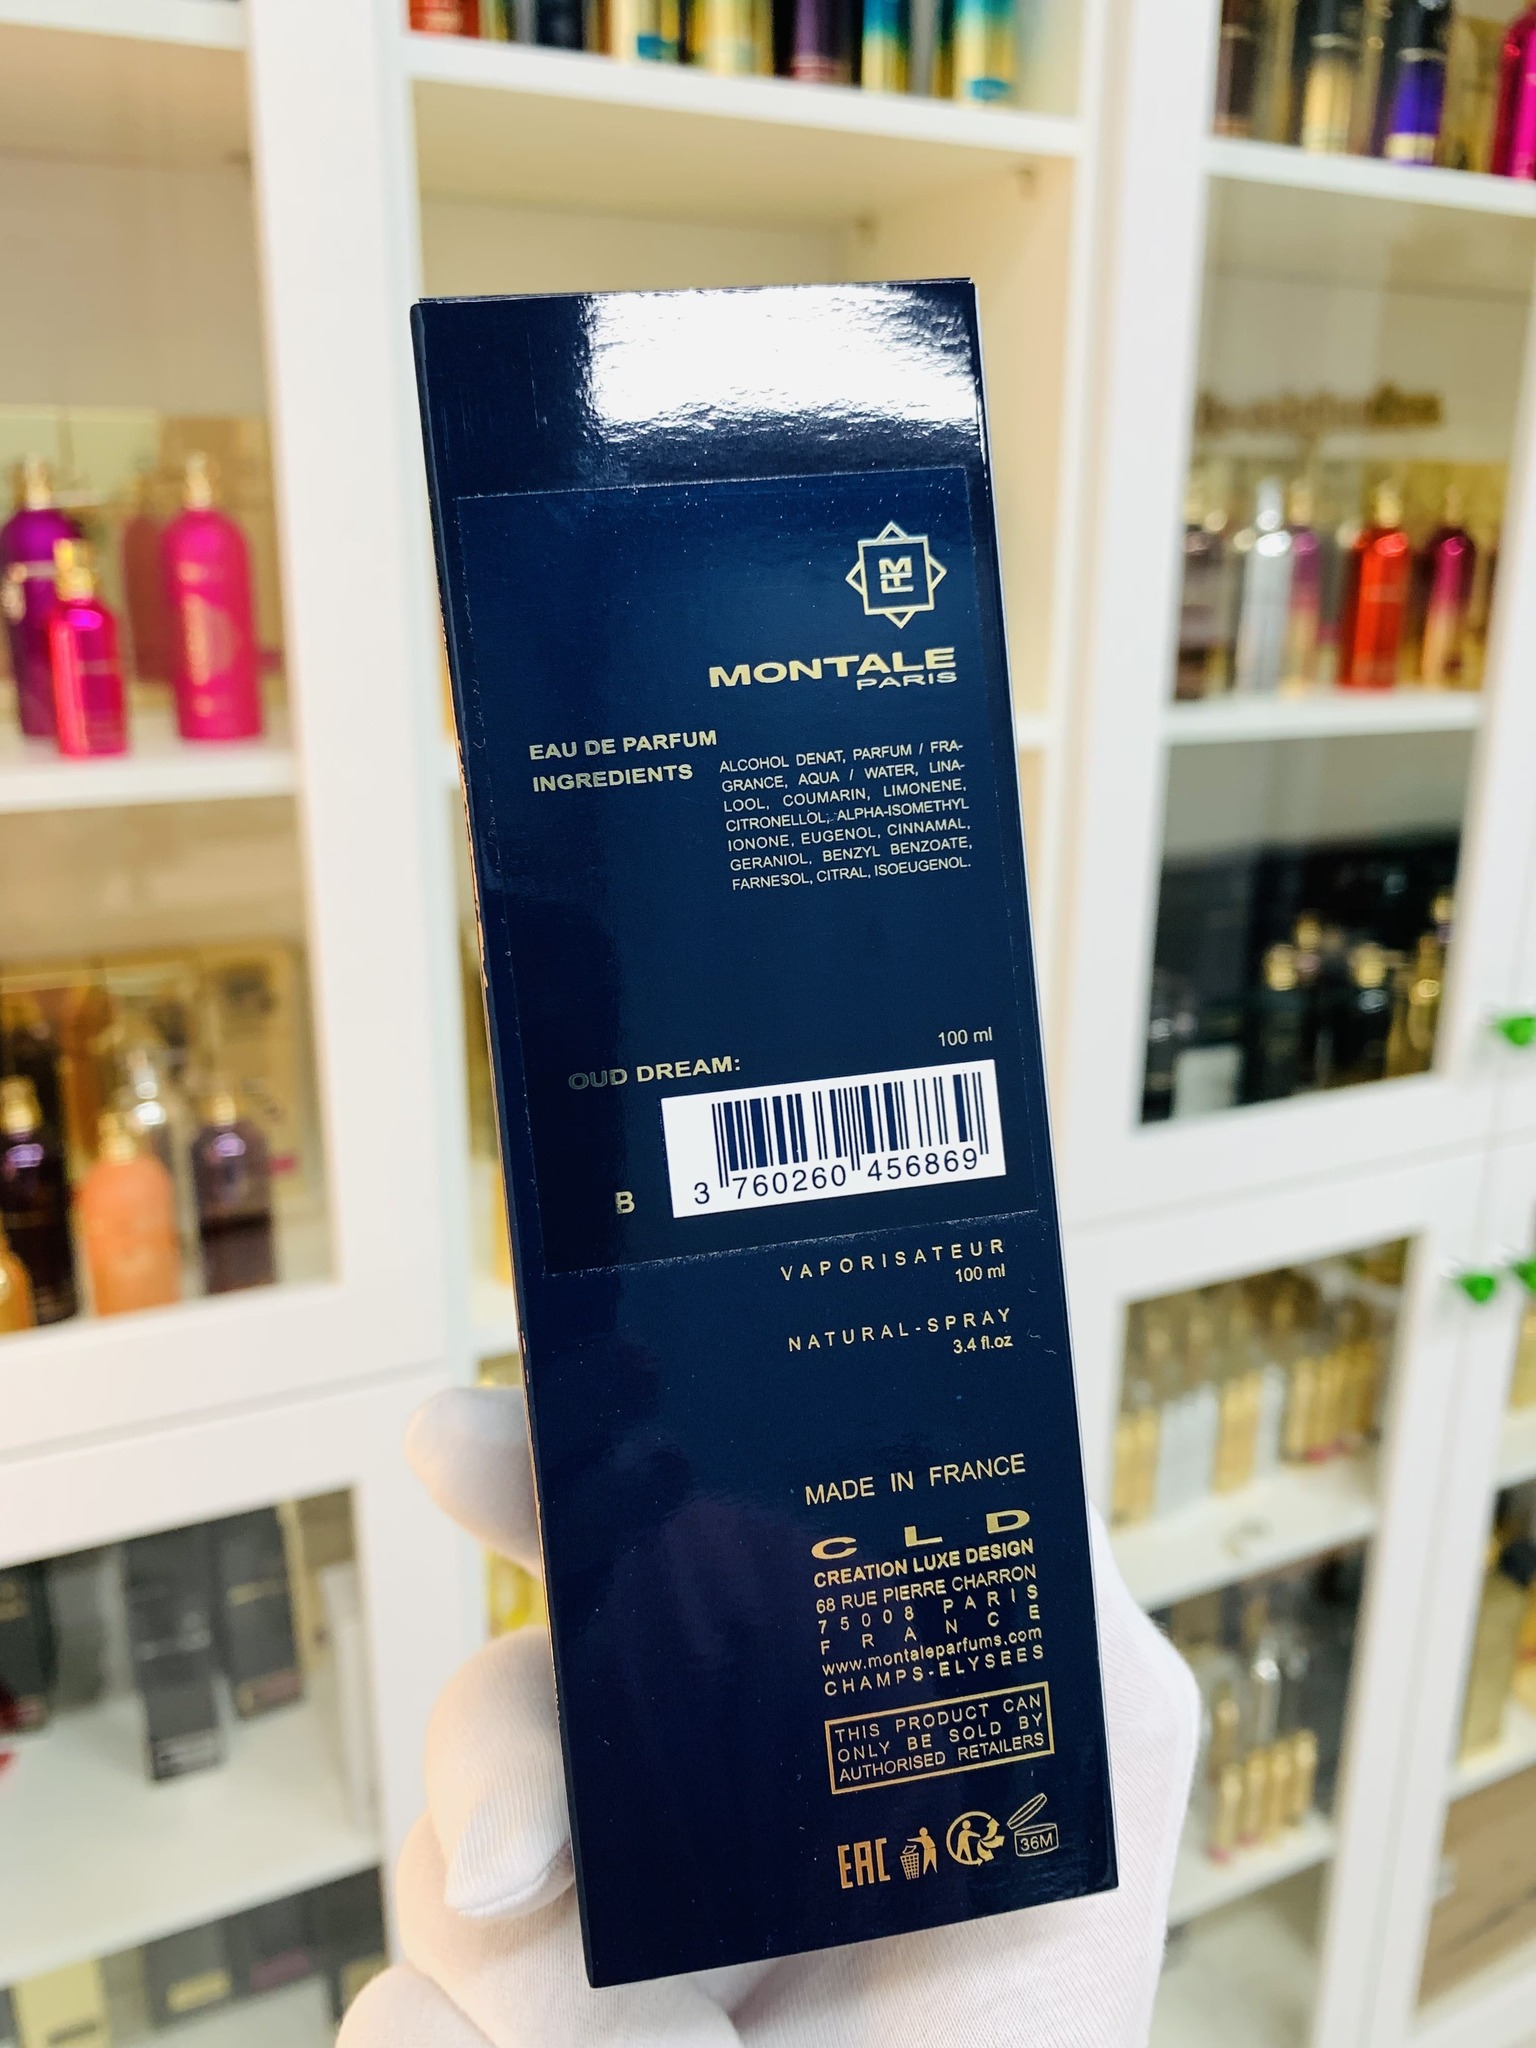 MONTALE
PARIS
EAU DE PARFUM
INGREDIENTS
ALCOHOL DENAT, PARFUM / FRA-
GRANCE, AQUA / WATER, LINA-
LOOL, COUMARIN, LIMONENE,
CITRONELLOL, ALPHA-ISOMETHYL
IONONE, EUGENOL, CINNAMAL,
GERANIOL, BENZYL BENZOATE,
FARNESOL, CITRAL, ISOEUGENOL.
100 ml
OUD DREAM:
3 760260 456869
B
VAPORISATEUR
100 ml
NATURAL-SPRAY
3.4 fl.oz
MADE IN FRANCE
CLD
CREATION LUXE DESIGN
68 RUE PIERRE CHARRON
75008 PARIS
FRANCE
www.montaleparfums.com
CHAMPS-ELYSEES
THIS PRODUCT CAN
ONLY BE SOLD BY
AUTHORISED RETAILERS
EAC
36M